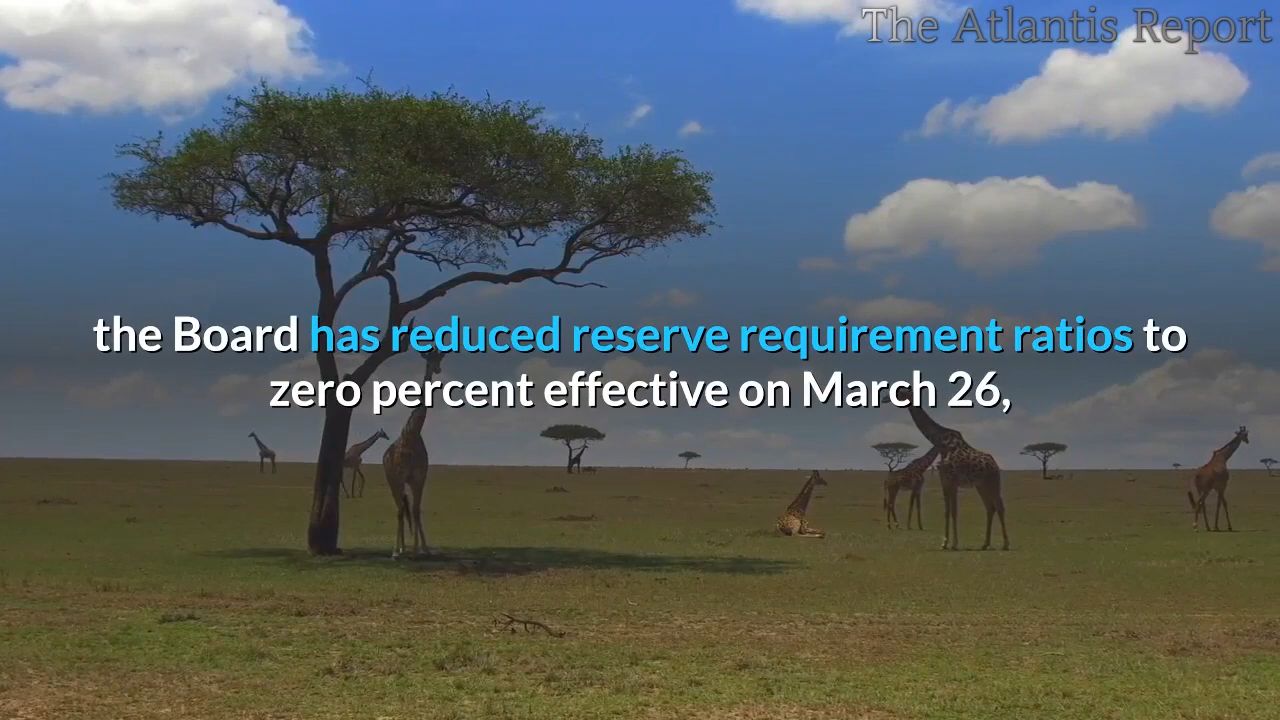 The Atlantis Report
the Board has reduced reserve requirement ratios to
zero percent effective on March 26,